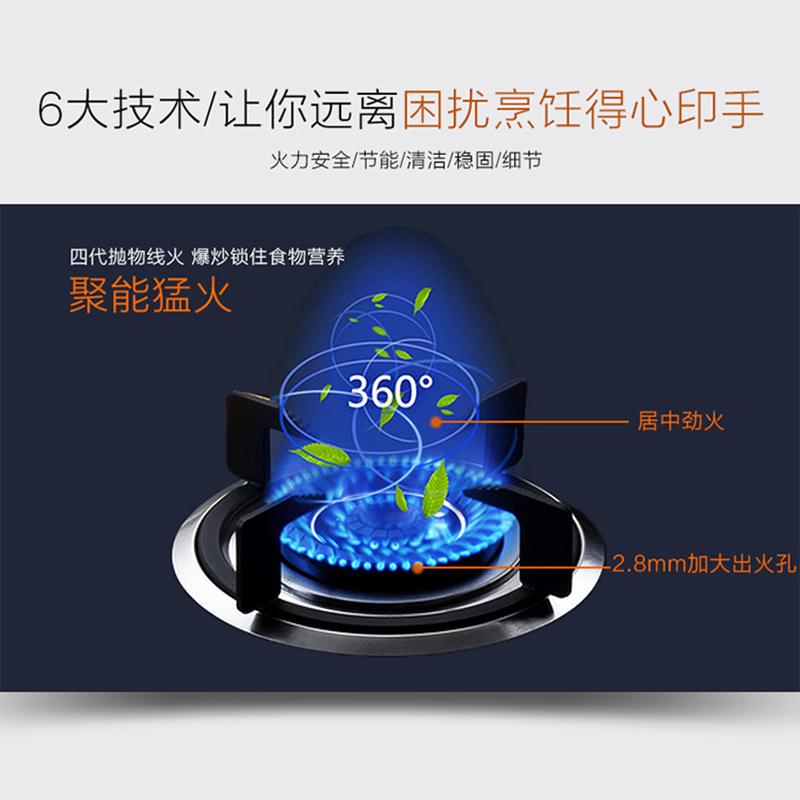 6大技术/让你远离困扰烹饪得心印手
火力安全/节能/清洁/稳固/细节
四代抛物线火 爆炒锁住食物营养
聚能猛火
360°
居中劲火
2.8mm加大出火孔